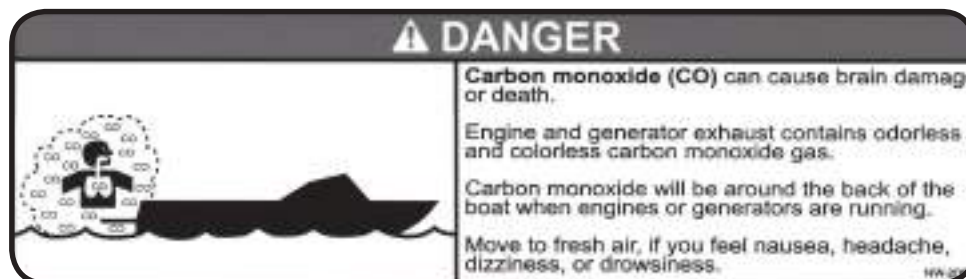 DANGER
Carbon monoxide (CO) can cause brain damag
or death.
Engine and generator exhaust contains odorless
and colorless carbon monoxide gas.
Carbon monoxide will be around the back of the
boat when engines or generators are running.
Move to fresh air, if you feel nausea, headache,
dizziness, or drowsiness.
CO